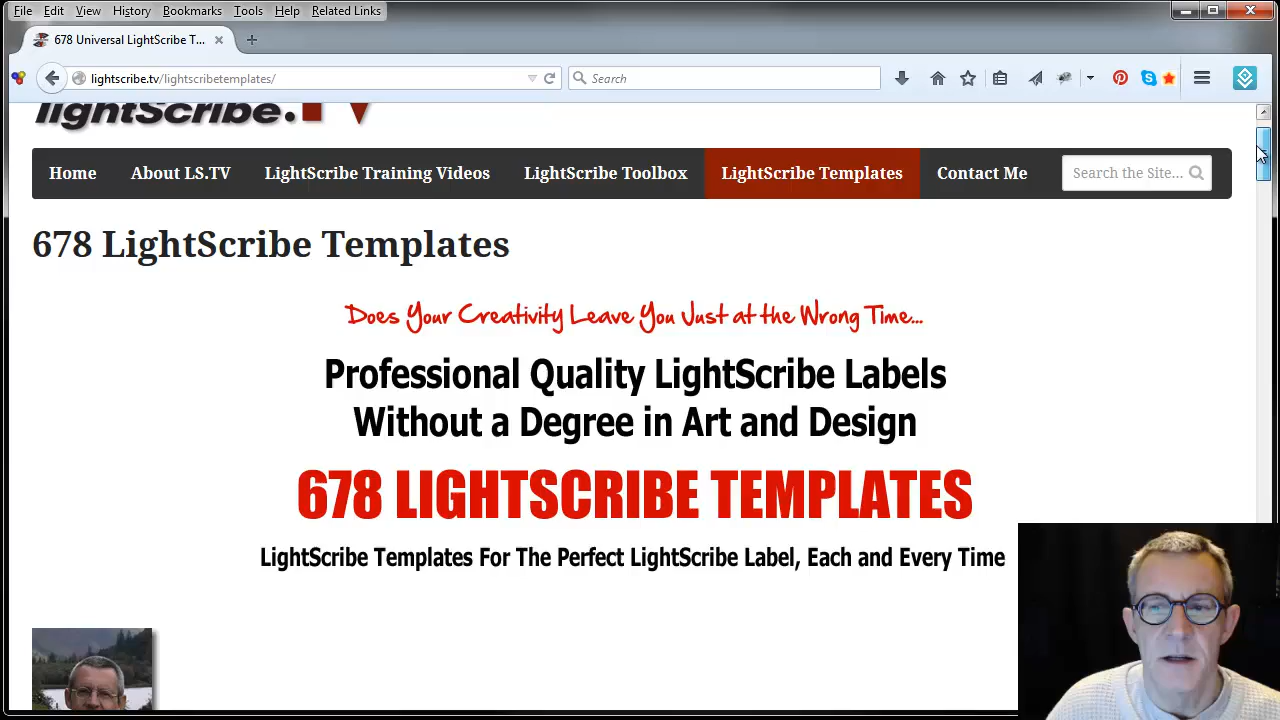 File Edit View History Bookmarks Tools Help Related Links
678 Universal LightScribe T...
lightscribe.tv/lightscribetemplates/
Search
lightScribe.TV
Home About LS.TV LightScribe Training Videos LightScribe Toolbox LightScribe Templates Contact Me Search the Site...
678 LightScribe Templates
Does Your Creativity Leave You Just at the Wrong Time...
Professional Quality LightScribe Labels
Without a Degree in Art and Design
678 LIGHTSCRIBE TEMPLATES
LightScribe Templates For The Perfect LightScribe Label, Each and Every Time